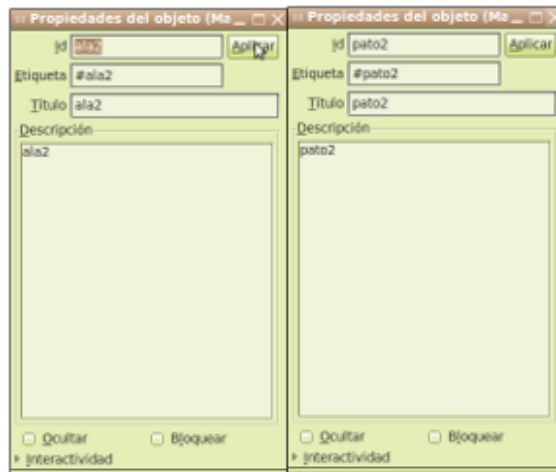 Propiedades del objeto (Ma
Id ala2 Aplicar
Etiqueta #ala2
Título ala2
Descripción
ala2
Ocultar Bloquear
Interactividad
Propiedades del objeto (Ma
Id pato2 Aplicar
Etiqueta #pato2
Título pato2
Descripción
pato2
Ocultar Bloquear
Interactividad